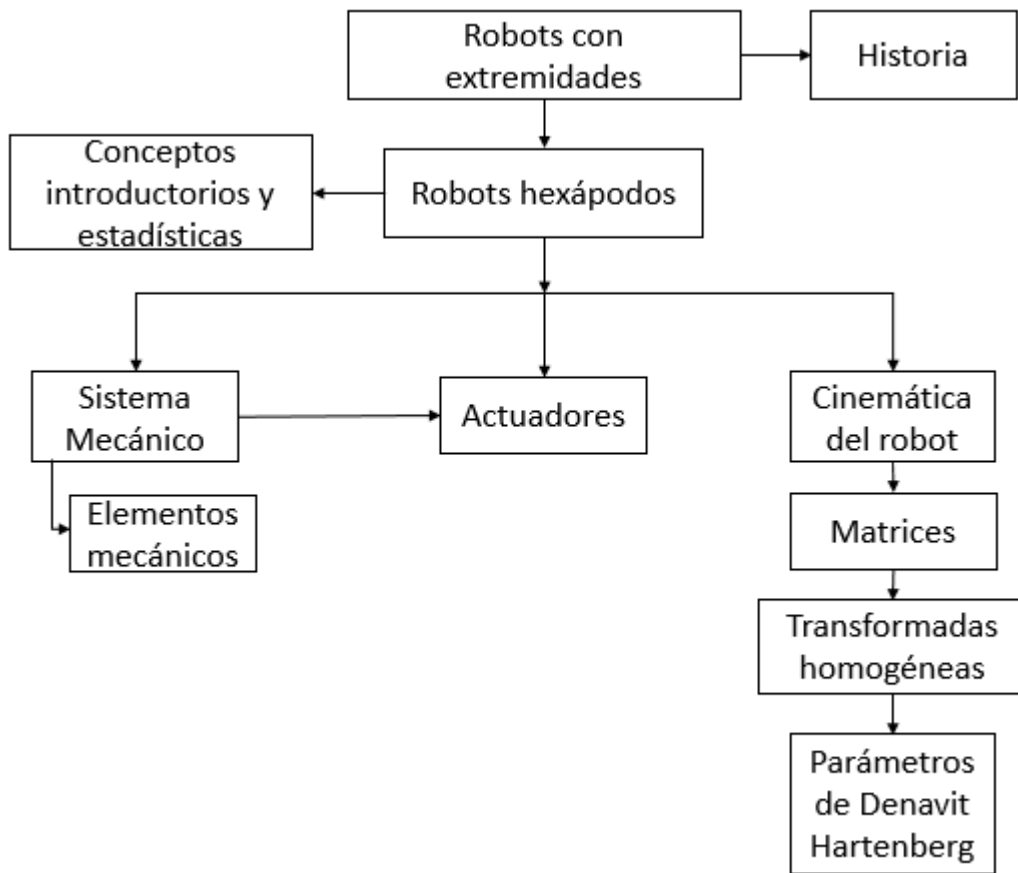 Robots con
extremidades
Historia
Conceptos
introductorios y
estadísticas
Robots hexápodos
Sistema
Mecánico
Actuadores
Cinemática
del robot
Elementos
mecánicos
Matrices
Transformadas
homogéneas
Parámetros
de Denavit
Hartenberg